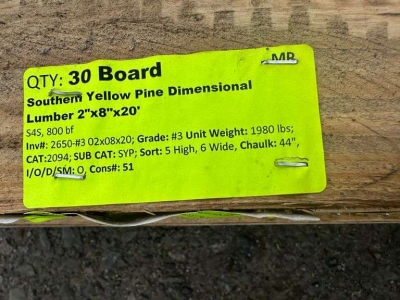 MB
QTY: 30 Board
Southern Yellow Pine Dimensional
Lumber 2"x8"x20'
S4S, 800 bf
Inv#: 2650-#3 02x08x20; Grade: #3 Unit Weight: 1980 lbs;
CAT:2094; SUB CAT: SYP; Sort: 5 High, 6 Wide, Chaulk: 44",
I/O/D/SM: O, Cons#: 51